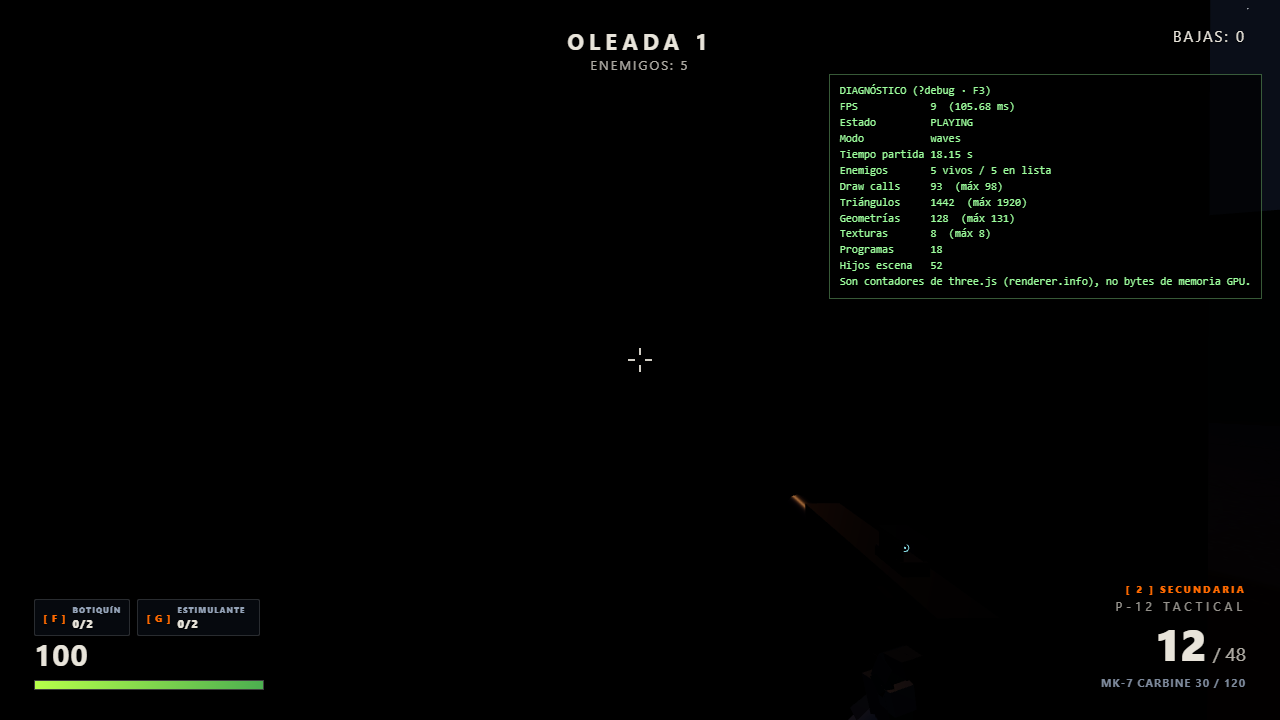 OLEADA 1
ENEMIGOS: 5
BAJAS: 0
DIAGNÓSTICO (?debug · F3)
FPS 9 (105.68 ms)
Estado PLAYING
Modo waves
Tiempo partida 18.15 s
Enemigos 5 vivos / 5 en lista
Draw calls 93 (máx 98)
Triángulos 1442 (máx 1920)
Geometrías 128 (máx 131)
Texturas 8 (máx 8)
Programas 18
Hijos escena 52
Son contadores de three.js (renderer.info), no bytes de memoria GPU.
[ F ] BOTIQUÍN 0/2
[ G ] ESTIMULANTE 0/2
100
[ 2 ] SECUNDARIA
P-12 TACTICAL
12 / 48
MK-7 CARBINE 30 / 120